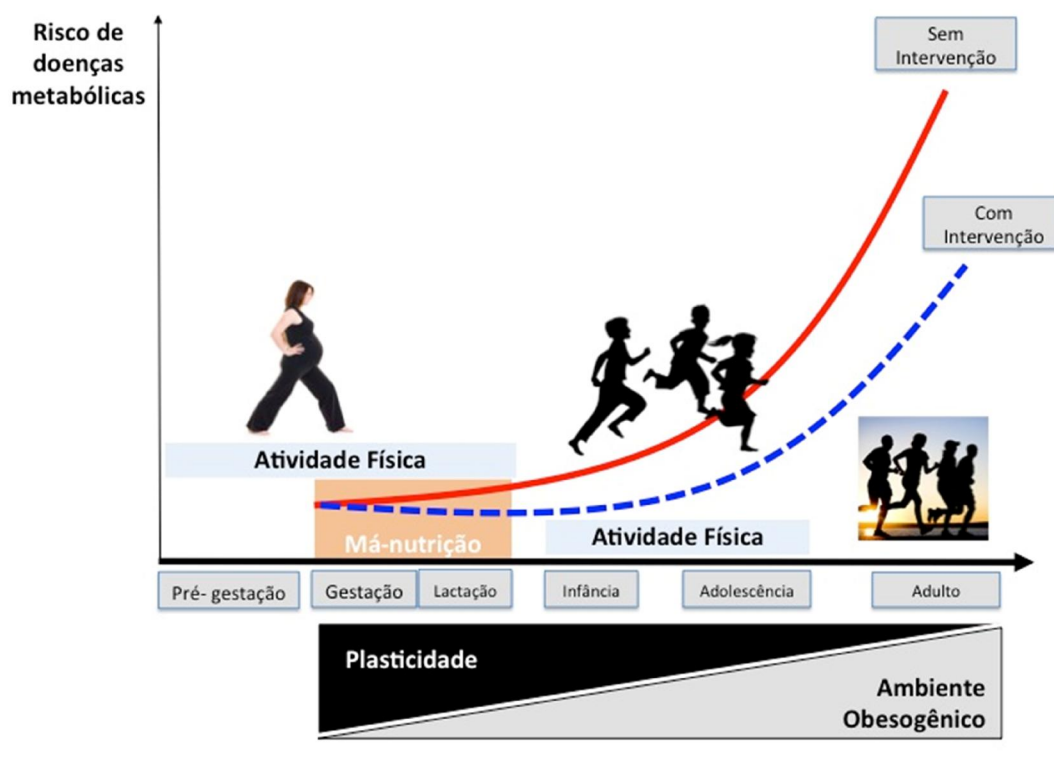 Risco de
doenças
metabólicas
Sem
Intervenção
Com
Intervenção
Atividade Física
Má-nutrição
Atividade Física
Pré- gestação
Gestação
Lactação
Infância
Adolescência
Adulto
Plasticidade
Ambiente
Obesogênico